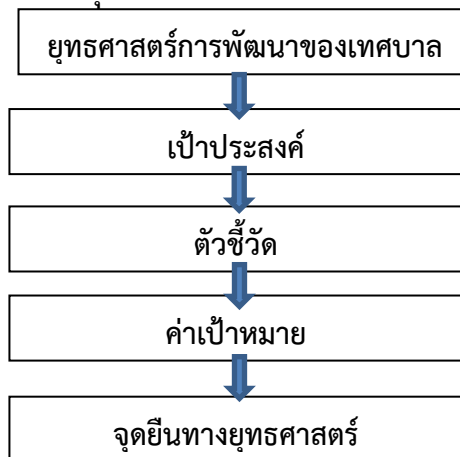 ยุทธศาสตร์การพัฒนาของเทศบาล
เป้าประสงค์
ตัวชี้วัด
ค่าเป้าหมาย
จุดยืนทางยุทธศาสตร์